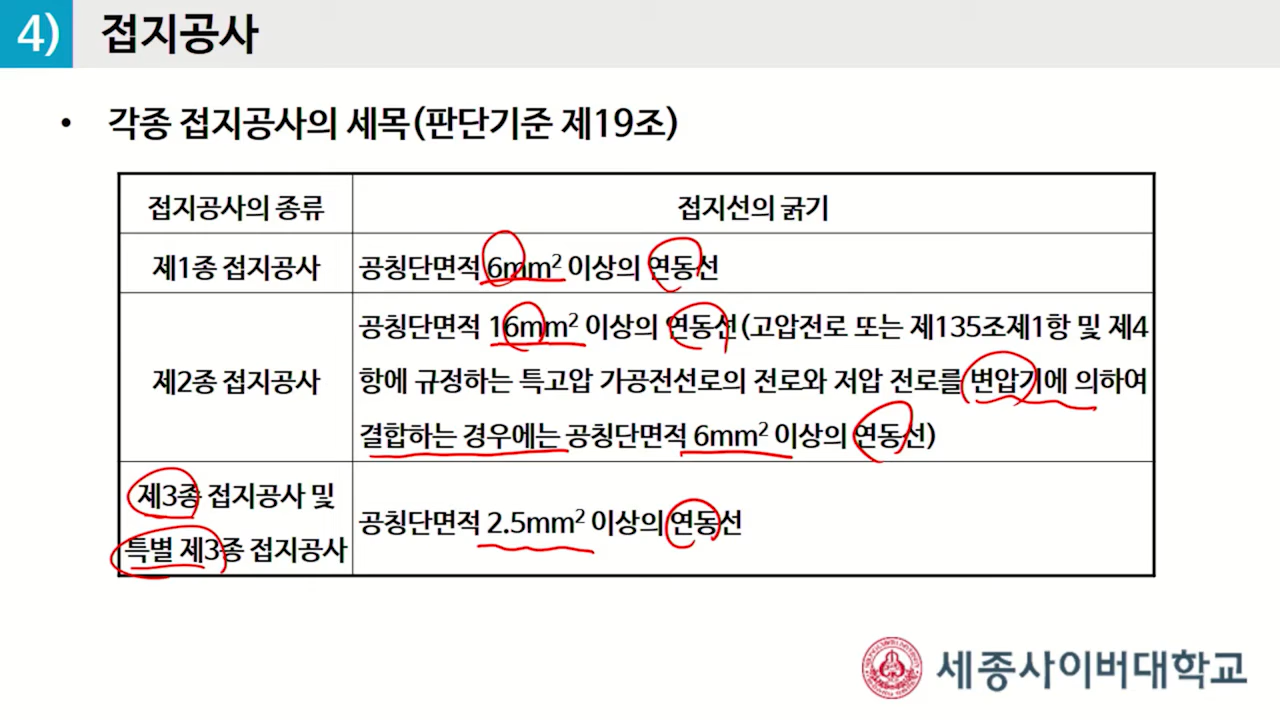 4) 접지공사
• 각종 접지공사의 세목(판단기준 제19조)
접지공사의 종류 접지선의 굵기
제1종 접지공사 공칭단면적 6mm² 이상의 연동선
공칭단면적 16mm² 이상의 연동선(고압전로 또는 제135조제1항 및 제4
제2종 접지공사 항에 규정하는 특고압 가공전선로의 전로와 저압 전로를 변압기에 의하여
결합하는 경우에는 공칭단면적 6mm² 이상의 연동선)
제3종 접지공사 및
특별 제3종 접지공사
공칭단면적 2.5mm² 이상의 연동선
세종사이버대학교